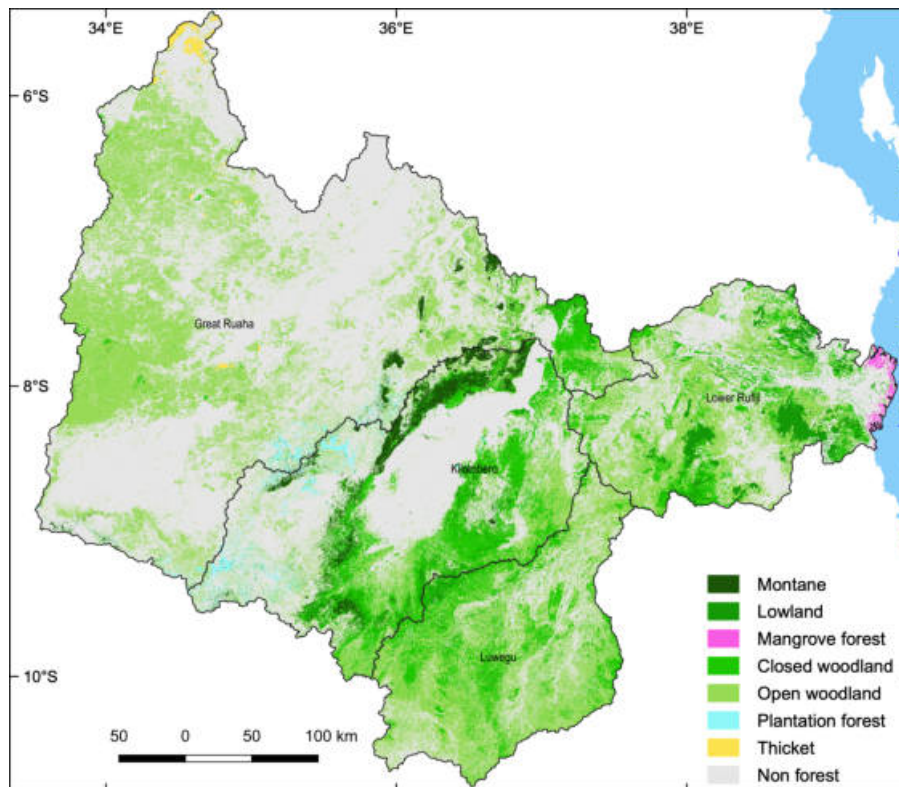 34°E 36°E 38°E
6°S
Great Ruaha
8°S
Lower Rufiji
Kilombero
Luwegu
10°S
Montane
Lowland
Mangrove forest
Closed woodland
Open woodland
Plantation forest
Thicket
Non forest
50 0 50 100 km